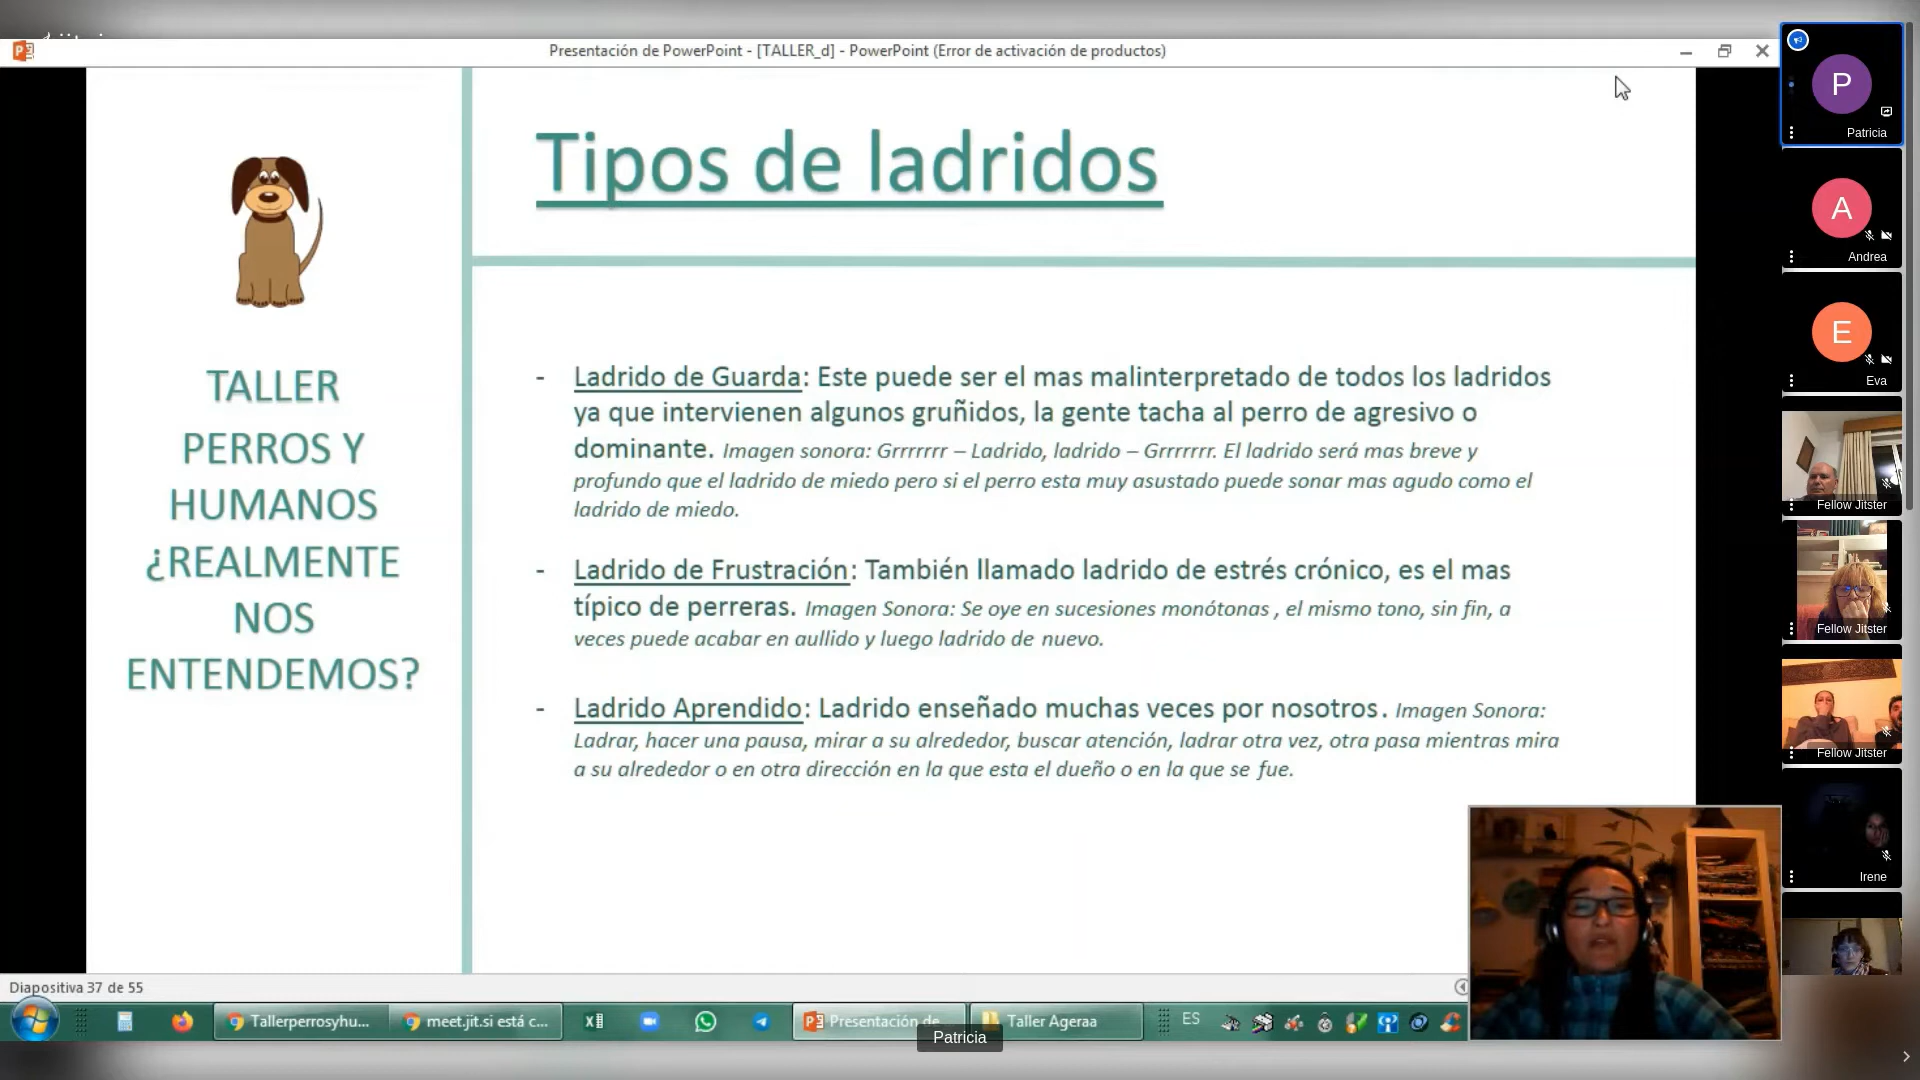 Presentación de PowerPoint - [TALLER_d] - PowerPoint (Error de activación de productos)
Tipos de ladridos
TALLER
PERROS Y
HUMANOS
¿REALMENTE
NOS
ENTENDEMOS?
- Ladrido de Guarda: Este puede ser el mas malinterpretado de todos los ladridos
ya que intervienen algunos gruñidos, la gente tacha al perro de agresivo o
dominante. Imagen sonora: Grrrrrrr – Ladrido, ladrido – Grrrrrrr. El ladrido será mas breve y
profundo que el ladrido de miedo pero si el perro esta muy asustado puede sonar mas agudo como el
ladrido de miedo.
- Ladrido de Frustración: También llamado ladrido de estrés crónico, es el mas
típico de perreras. Imagen Sonora: Se oye en sucesiones monótonas , el mismo tono, sin fin, a
veces puede acabar en aullido y luego ladrido de nuevo.
- Ladrido Aprendido: Ladrido enseñado muchas veces por nosotros. Imagen Sonora:
Ladrar, hacer una pausa, mirar a su alrededor, buscar atención, ladrar otra vez, otra pasa mientras mira
a su alrededor o en otra dirección en la que esta el dueño o en la que se fue.
P
Patricia
A
Andrea
E
Eva
Fellow Jitster
Fellow Jitster
Fellow Jitster
Irene
Diapositiva 37 de 55
Tallerperrosyhu...
meet.jit.si está c...
Presentación de
Taller Ageraa
ES
Patricia